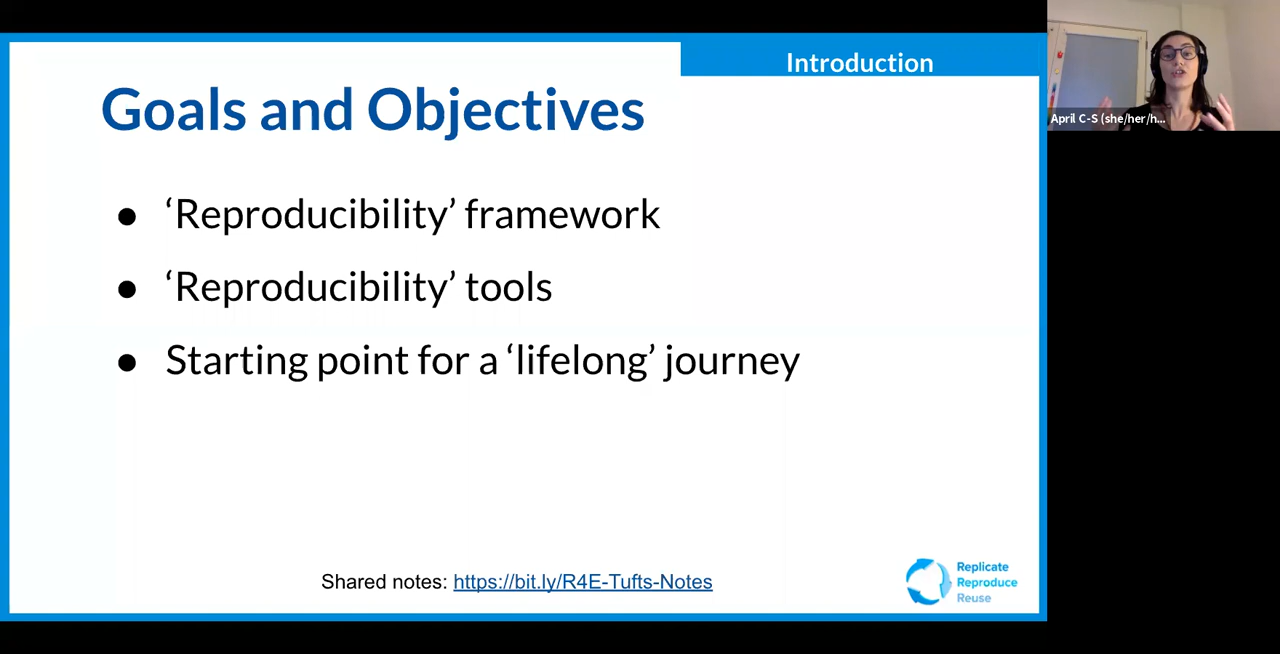 Introduction
Goals and Objectives
● ‘Reproducibility’ framework
● ‘Reproducibility’ tools
● Starting point for a ‘lifelong’ journey
Shared notes: https://bit.ly/R4E-Tufts-Notes
Replicate
Reproduce
Reuse
April C-S (she/her/h...